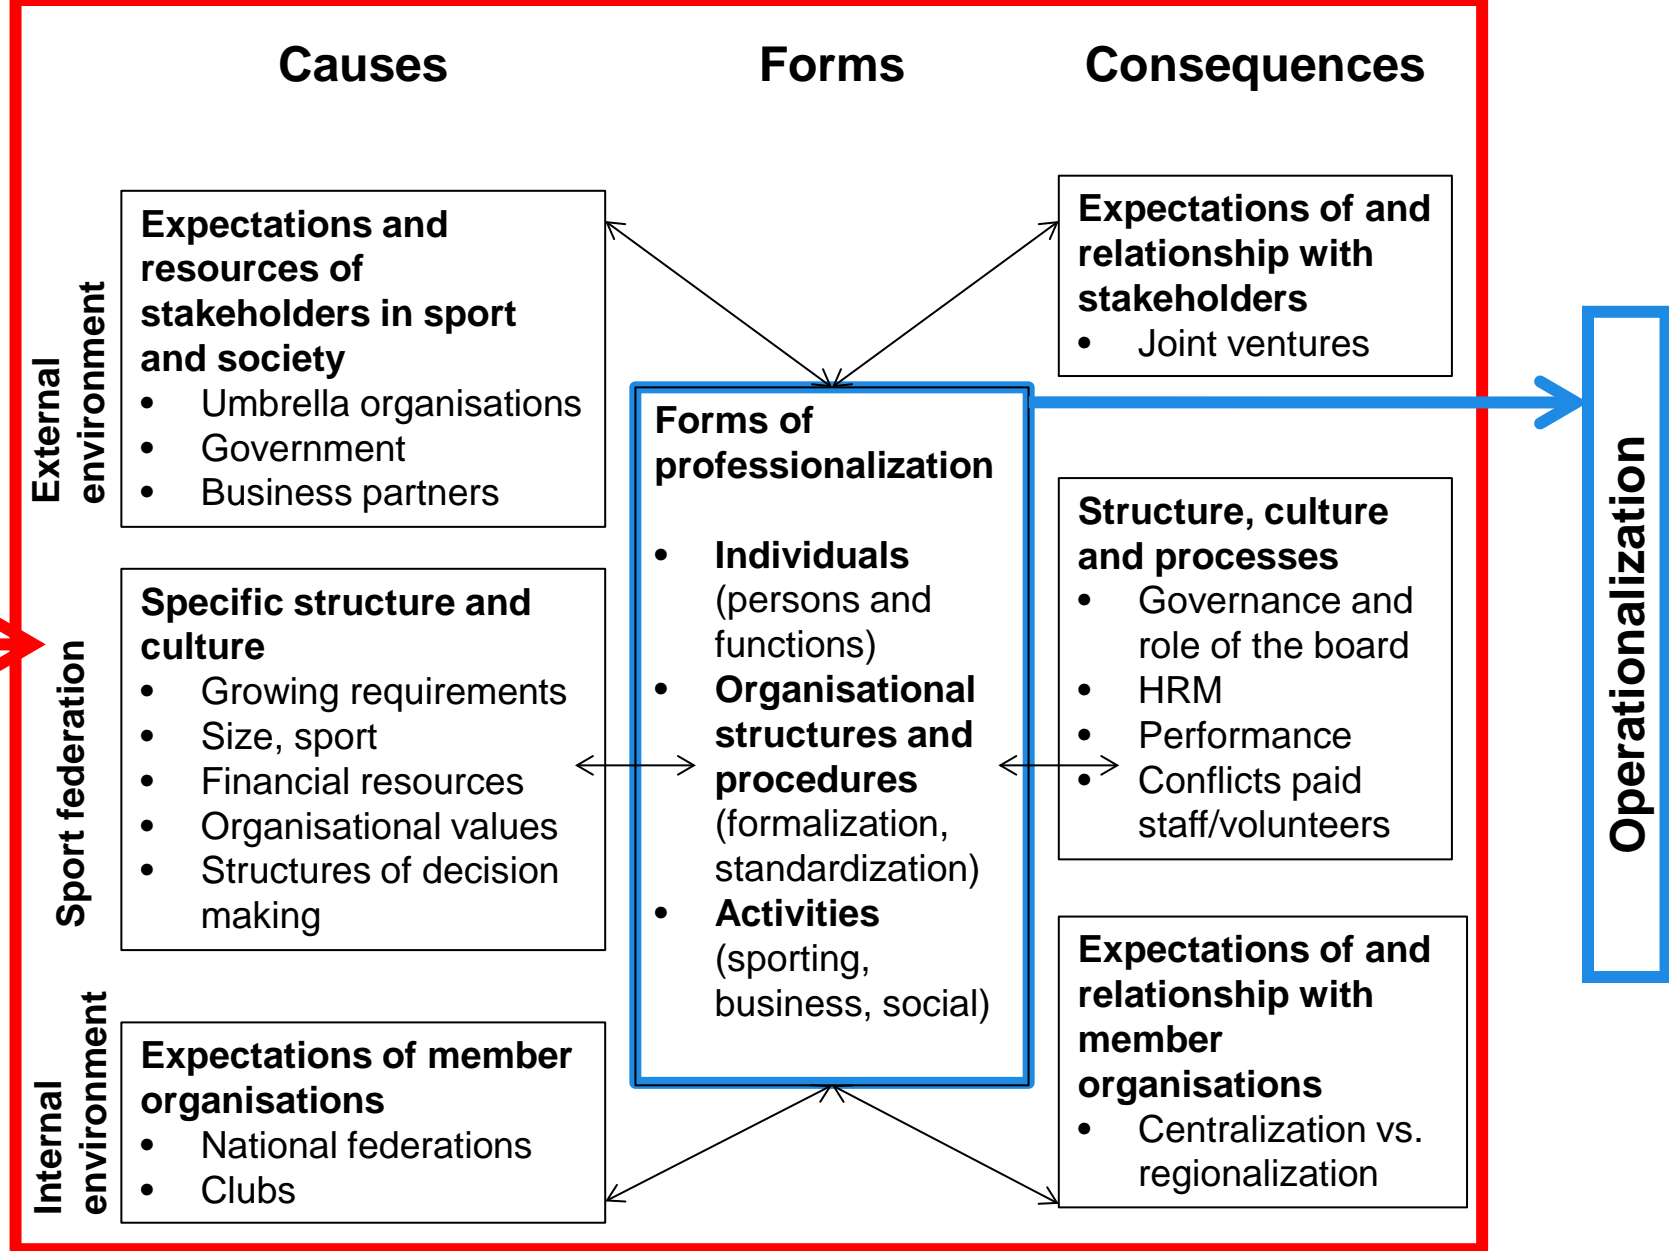 Causes
Forms
Consequences
External
environment
Expectations and
resources of
stakeholders in sport
and society
• Umbrella organisations
• Government
• Business partners
Sport federation
Specific structure and
culture
• Growing requirements
• Size, sport
• Financial resources
• Organisational values
• Structures of decision
making
Internal
environment
Expectations of member
organisations
• National federations
• Clubs
Forms of
professionalization
• Individuals
(persons and
functions)
• Organisational
structures and
procedures
(formalization,
standardization)
• Activities
(sporting,
business, social)
Expectations of and
relationship with
stakeholders
• Joint ventures
Structure, culture
and processes
• Governance and
role of the board
• HRM
• Performance
• Conflicts paid
staff/volunteers
Expectations of and
relationship with
member
organisations
• Centralization vs.
regionalization
Operationalization